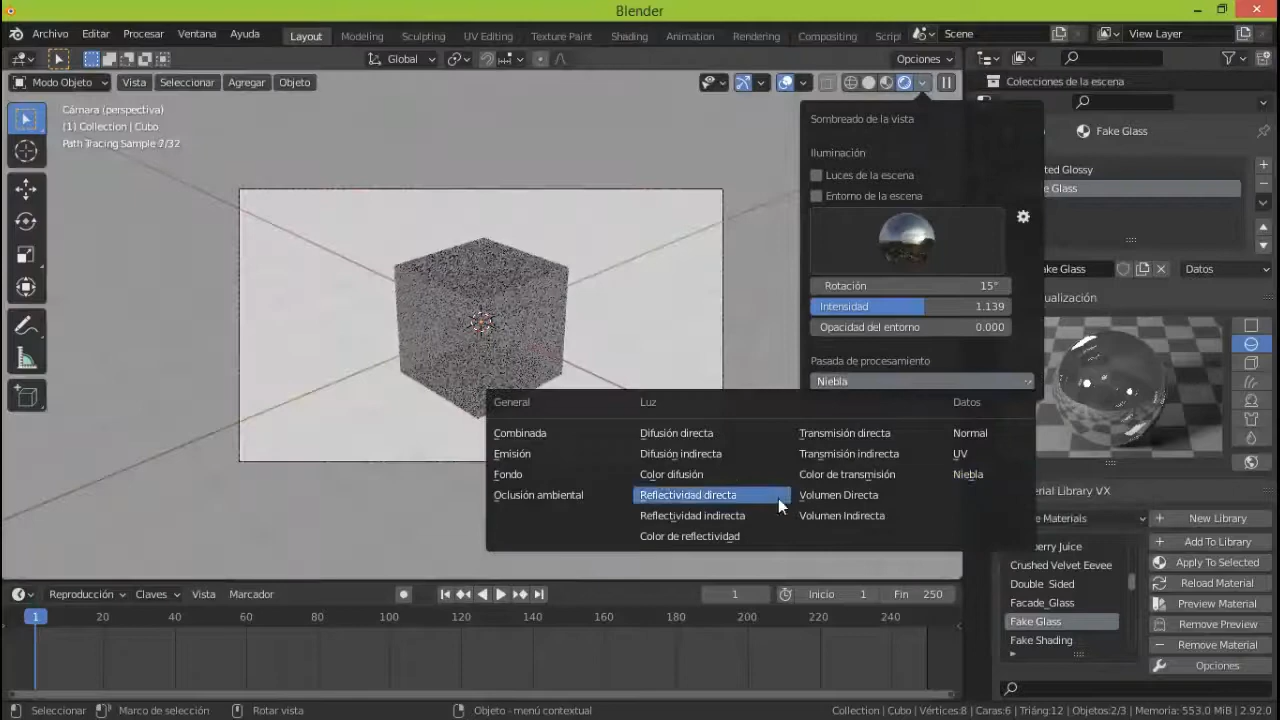 Blender
Archivo Editar Procesar Ventana Ayuda
Layout Modeling Sculpting UV Editing Texture Paint Shading Animation Rendering Compositing Script
Scene
View Layer
Global
Opciones
Modo Objeto Vista Seleccionar Agregar Objeto
Colecciones de la escena
Cámara (perspectiva)
(1) Collection | Cubo
Path Tracing Sample 7/32
Sombreado de la vista
Iluminación
Luces de la escena
Entorno de la escena
Rotación 15°
Intensidad 1.139
Opacidad del entorno 0.000
Pasada de procesamiento
Niebla
General Luz Datos
Combinada Difusión directa Transmisión directa Normal
Emisión Difusión indirecta Transmisión indirecta UV
Fondo Color difusión Color de transmisión Niebla
Oclusión ambiental Reflectividad directa Volumen Directa
Reflectividad indirecta Volumen Indirecta
Color de reflectividad
Fake Glass
ted Glossy
e Glass
ke Glass
Datos
ualización
erial Library VX
e Materials
New Library
Add To Library
Apply To Selected
Reload Material
Preview Material
Remove Preview
Remove Material
Opciones
berry Juice
Crushed Velvet Eevee
Double_Sided
Facade_Glass
Fake Glass
Fake Shading
Reproducción Claves Vista Marcador
1
Inicio 1 Fin 250
1 20 40 60 80 100 120 140 160 180 200 220 240
Seleccionar Marco de selección Rotar vista Objeto - menú contextual
Collection | Cubo | Vértices:8 | Caras:6 | Triáng:12 | Objetos:2/3 | Memoria: 553.0 MiB | 2.92.0